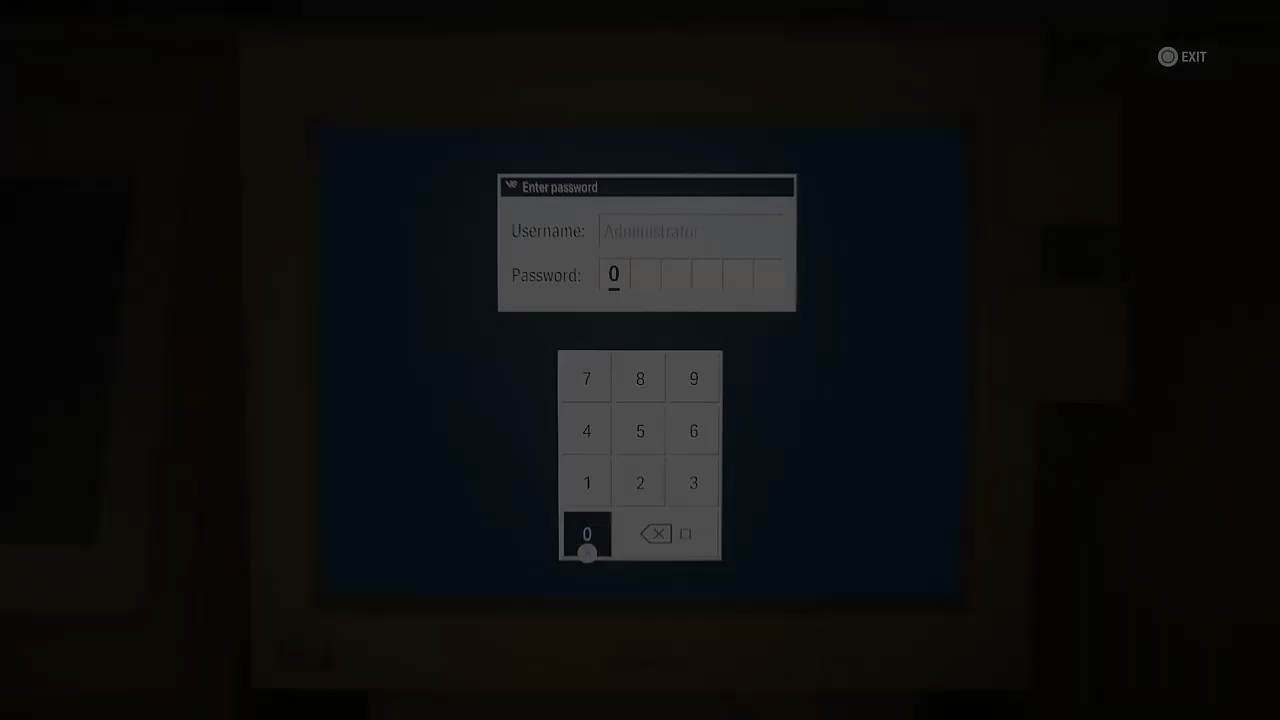 EXIT
Enter password
Username: Administrator
Password: 0
7 8 9
4 5 6
1 2 3
0